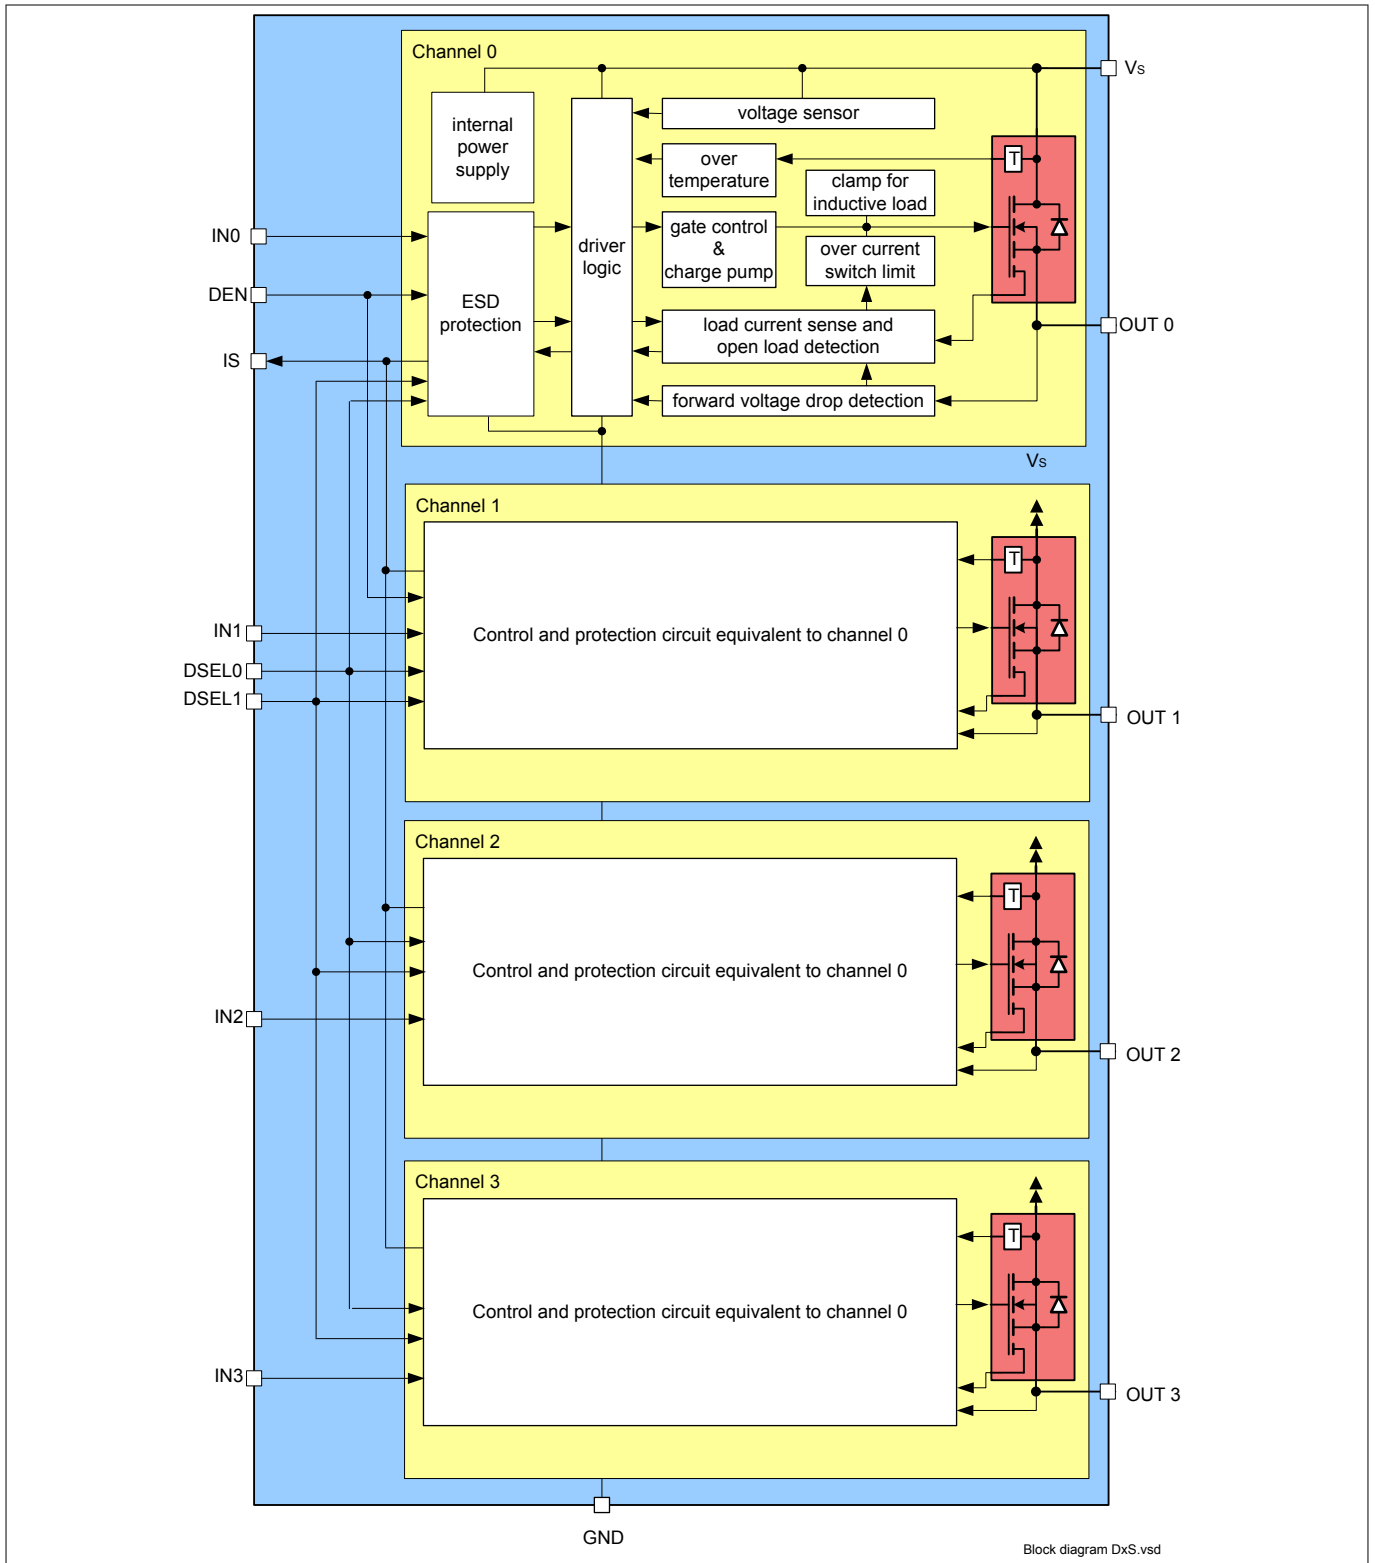 Channel 0
Vs
internal
power
supply
voltage sensor
over
temperature
T
clamp for
inductive load
IN0
driver
logic
gate control
&
charge pump
over current
switch limit
DEN
ESD
protection
load current sense and
open load detection
OUT 0
IS
forward voltage drop detection
Vs
Channel 1
T
IN1
Control and protection circuit equivalent to channel 0
DSEL0
DSEL1
OUT 1
Channel 2
T
Control and protection circuit equivalent to channel 0
IN2
OUT 2
Channel 3
T
Control and protection circuit equivalent to channel 0
IN3
OUT 3
GND
Block diagram DxS.vsd